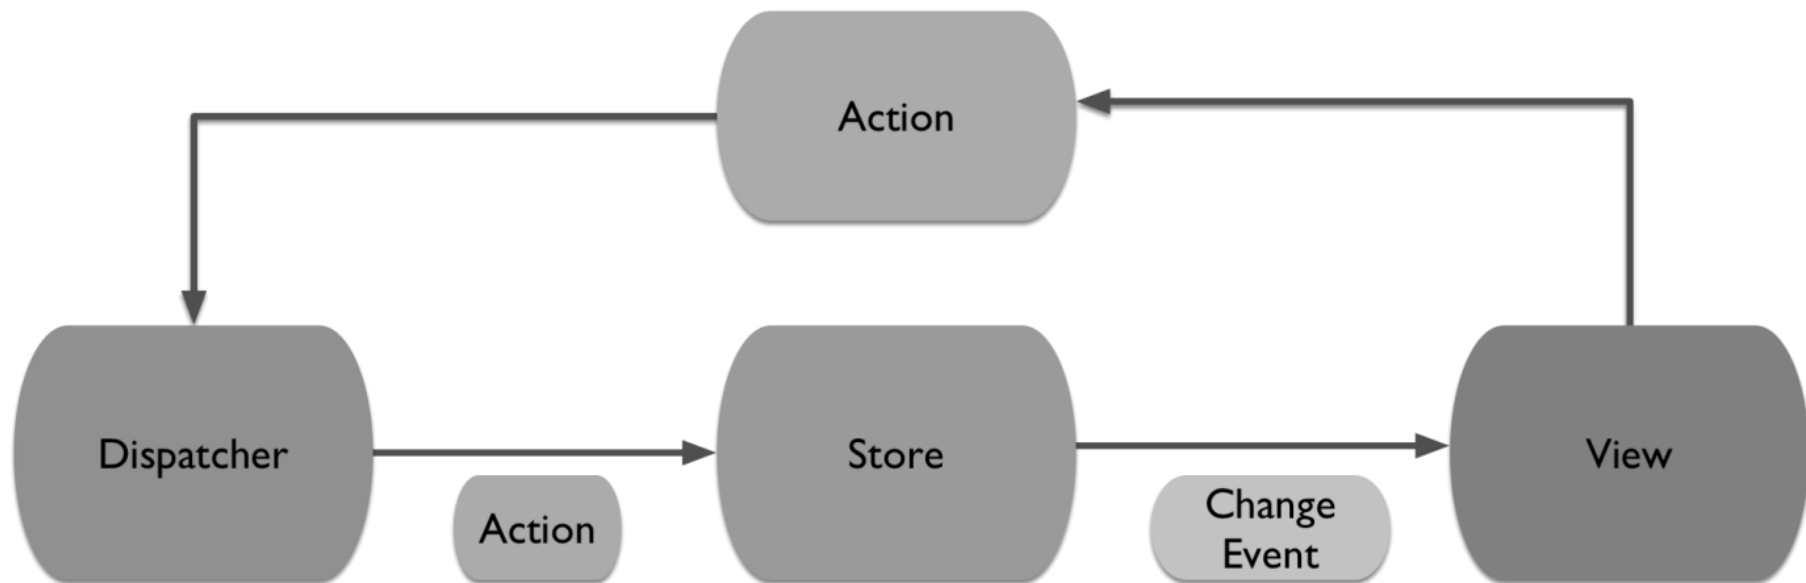 Action
Dispatcher
Store
View
Action
Change
Event